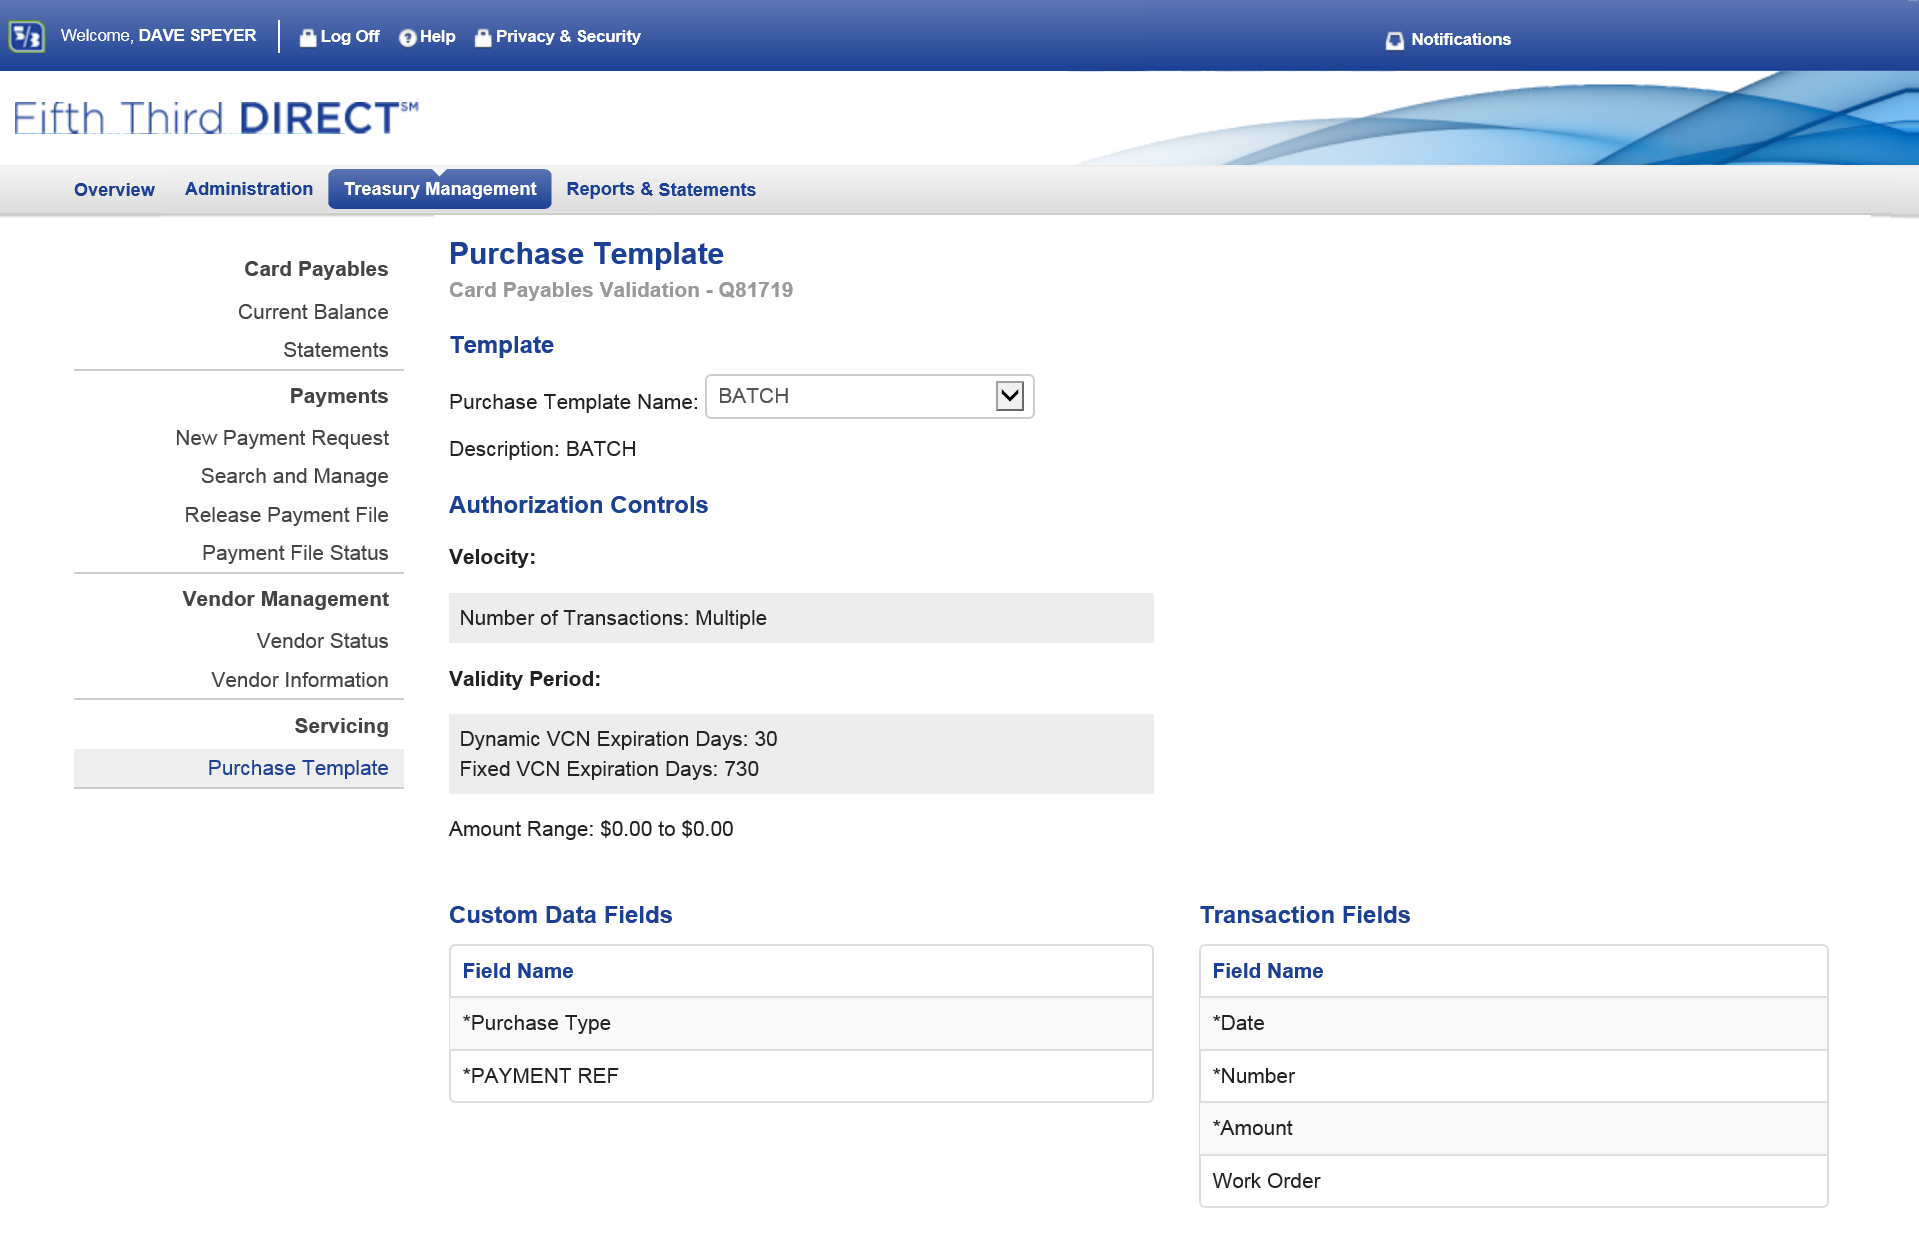 5/3 Welcome, DAVE SPEYER Log Off Help Privacy & Security Notifications
Fifth Third DIRECT℠
Overview Administration Treasury Management Reports & Statements
Card Payables
Current Balance
Statements
Payments
New Payment Request
Search and Manage
Release Payment File
Payment File Status
Vendor Management
Vendor Status
Vendor Information
Servicing
Purchase Template
Purchase Template
Card Payables Validation - Q81719
Template
Purchase Template Name: BATCH
Description: BATCH
Authorization Controls
Velocity:
Number of Transactions: Multiple
Validity Period:
Dynamic VCN Expiration Days: 30
Fixed VCN Expiration Days: 730
Amount Range: $0.00 to $0.00
Custom Data Fields
Field Name
*Purchase Type
*PAYMENT REF
Transaction Fields
Field Name
*Date
*Number
*Amount
Work Order